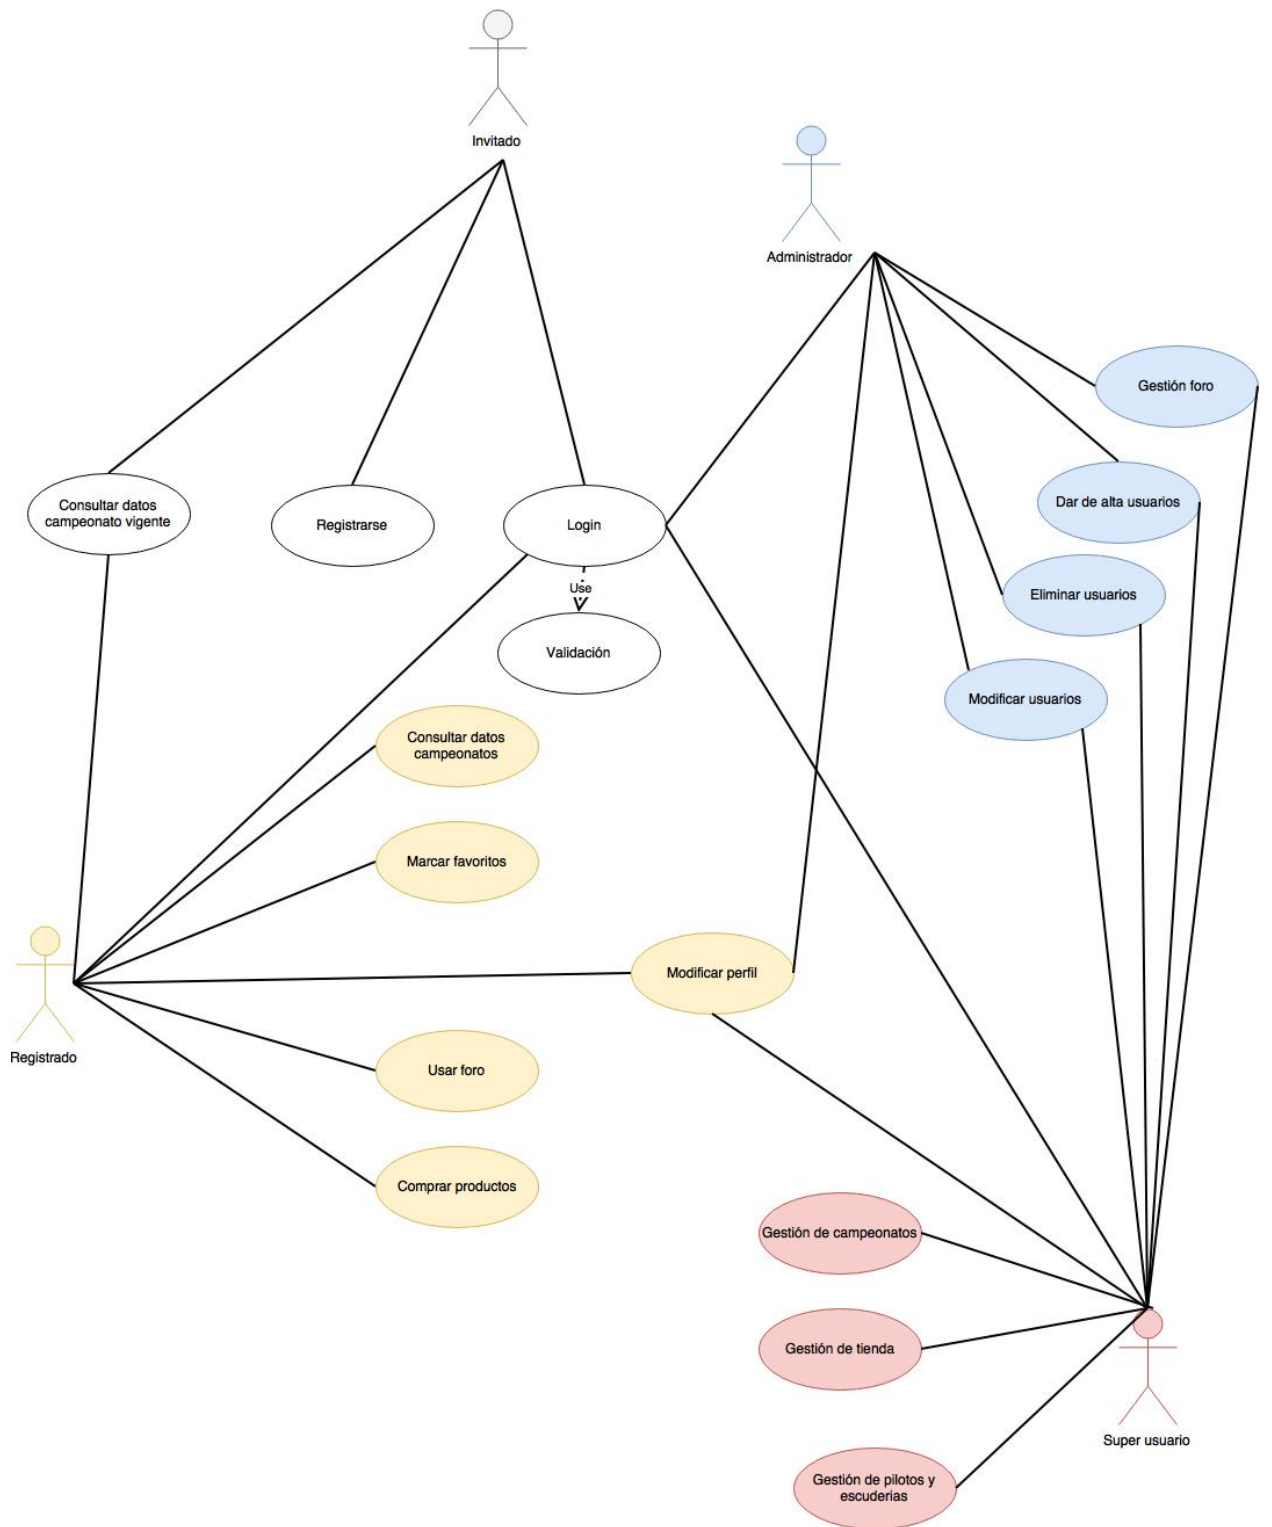 Invitado
Administrador
Gestión foro
Consultar datos
campeonato vigente
Registrarse
Login
Dar de alta usuarios
Use
Eliminar usuarios
Validación
Modificar usuarios
Consultar datos
campeonatos
Marcar favoritos
Modificar perfil
Registrado
Usar foro
Comprar productos
Gestión de campeonatos
Gestión de tienda
Super usuario
Gestión de pilotos y
escuderias